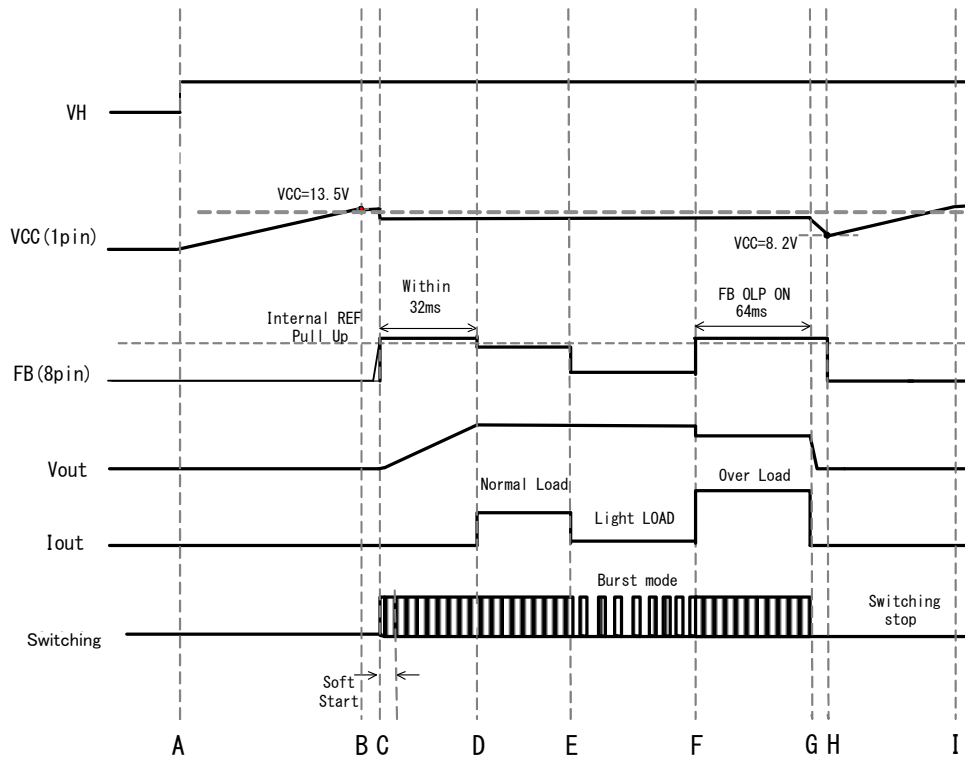 VH
VCC=13.5V
VCC(1pin)
VCC=8.2V
Within
32ms
FB OLP ON
64ms
Internal REF
Pull Up
FB(8pin)
Vout
Normal Load
Over Load
Light LOAD
Iout
Burst mode
Switching
stop
Switching
Soft
Start
A B C D E F G H I